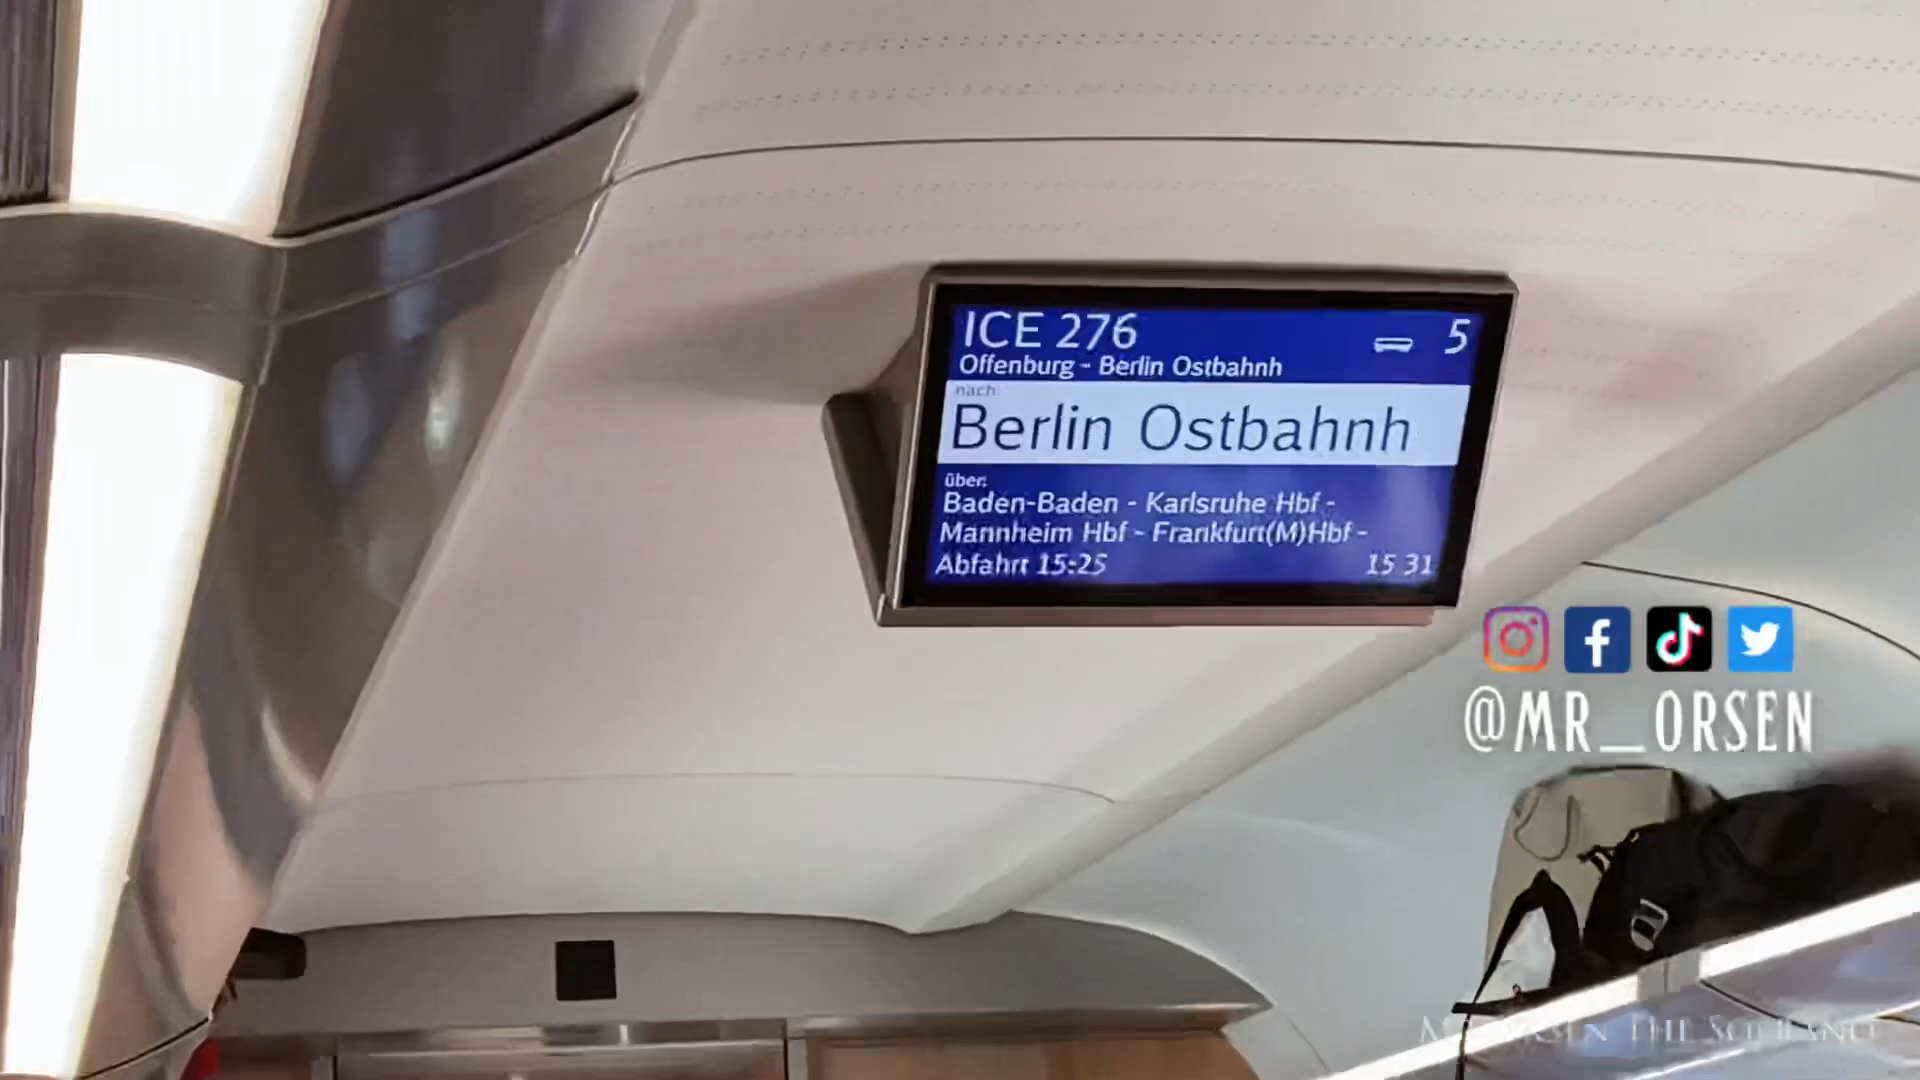 ICE 276
5
Offenburg - Berlin Ostbahnh
nach:
Berlin Ostbahnh
über:
Baden-Baden - Karlsruhe Hbf -
Mannheim Hbf - Frankfurt(M)Hbf -
Abfahrt 15:25
15 31
@MR_ORSEN